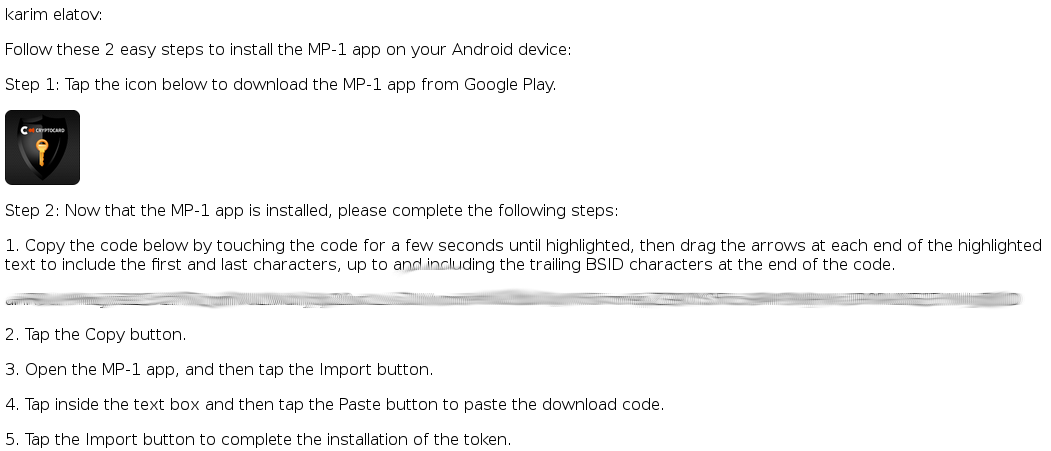 karim elatov:
Follow these 2 easy steps to install the MP-1 app on your Android device:
Step 1: Tap the icon below to download the MP-1 app from Google Play.
CRYPTOCARD
Step 2: Now that the MP-1 app is installed, please complete the following steps:
1. Copy the code below by touching the code for a few seconds until highlighted, then drag the arrows at each end of the highlighted
text to include the first and last characters, up to and including the trailing BSID characters at the end of the code.
2. Tap the Copy button.
3. Open the MP-1 app, and then tap the Import button.
4. Tap inside the text box and then tap the Paste button to paste the download code.
5. Tap the Import button to complete the installation of the token.